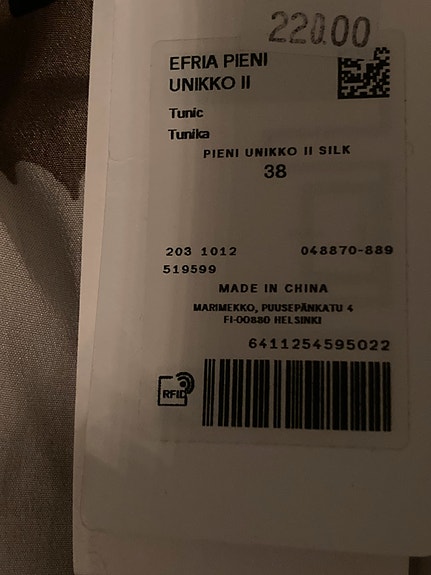 220.00
EFRIA PIENI
UNIKKO II
Tunic
Tunika
PIENI UNIKKO II SILK
38
203 1012 048870-889
519599
MADE IN CHINA
MARIMEKKO, PUUSEPÄNKATU 4
FI-00880 HELSINKI
6411254595022
RFID